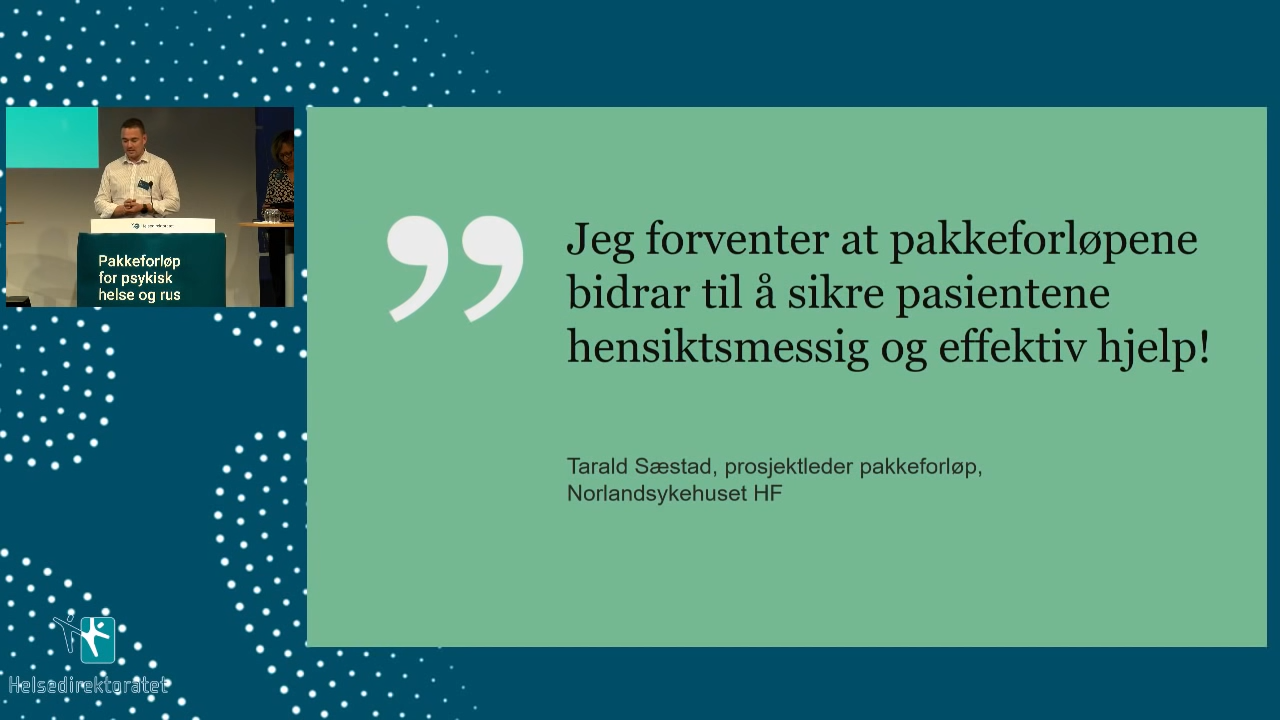 Helsedirektoratet
Pakkeforløp
for psykisk
helse og rus
”
Jeg forventer at pakkeforløpene
bidrar til å sikre pasientene
hensiktsmessig og effektiv hjelp!
Tarald Sæstad, prosjektleder pakkeforløp,
Norlandsykehuset HF
Helsedirektoratet